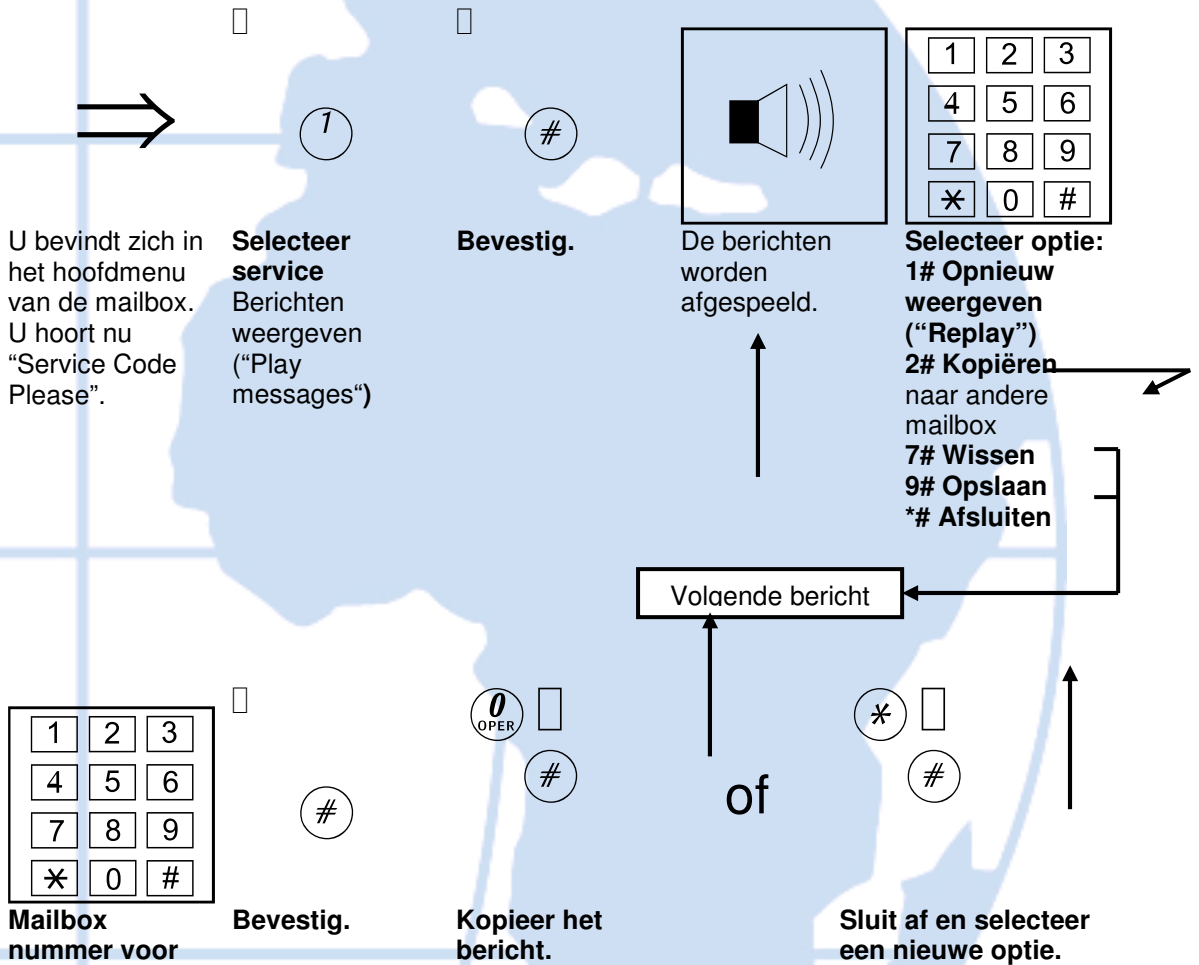 1
#
1 2 3
4 5 6
7 8 9
* 0 #
U bevindt zich in
het hoofdmenu
van de mailbox.
U hoort nu
“Service Code
Please”.
Selecteer
service
Berichten
weergeven
(“Play
messages“)
Bevestig.
De berichten
worden
afgespeeld.
Selecteer optie:
1# Opnieuw
weergeven
(“Replay”)
2# Kopiëren
naar andere
mailbox
7# Wissen
9# Opslaan
*# Afsluiten
Volgende bericht
1 2 3
4 5 6
7 8 9
* 0 #
#
0
OPER
#
of
*
#
Mailbox
nummer voor
Bevestig.
Kopieer het
bericht.
Sluit af en selecteer
een nieuwe optie.